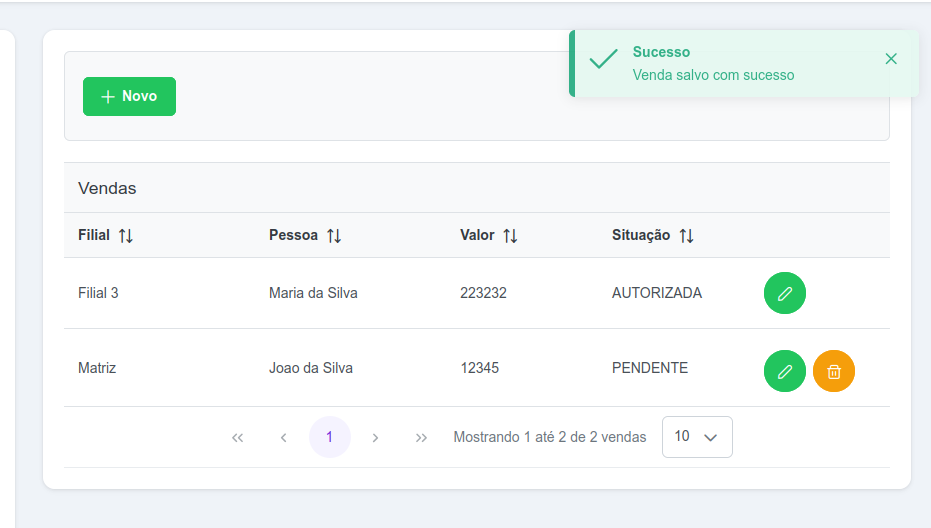 Sucesso
Venda salvo com sucesso
Novo
Vendas
Filial Pessoa Valor Situação
Filial 3 Maria da Silva 223232 AUTORIZADA
Matriz Joao da Silva 12345 PENDENTE
1 Mostrando 1 até 2 de 2 vendas 10